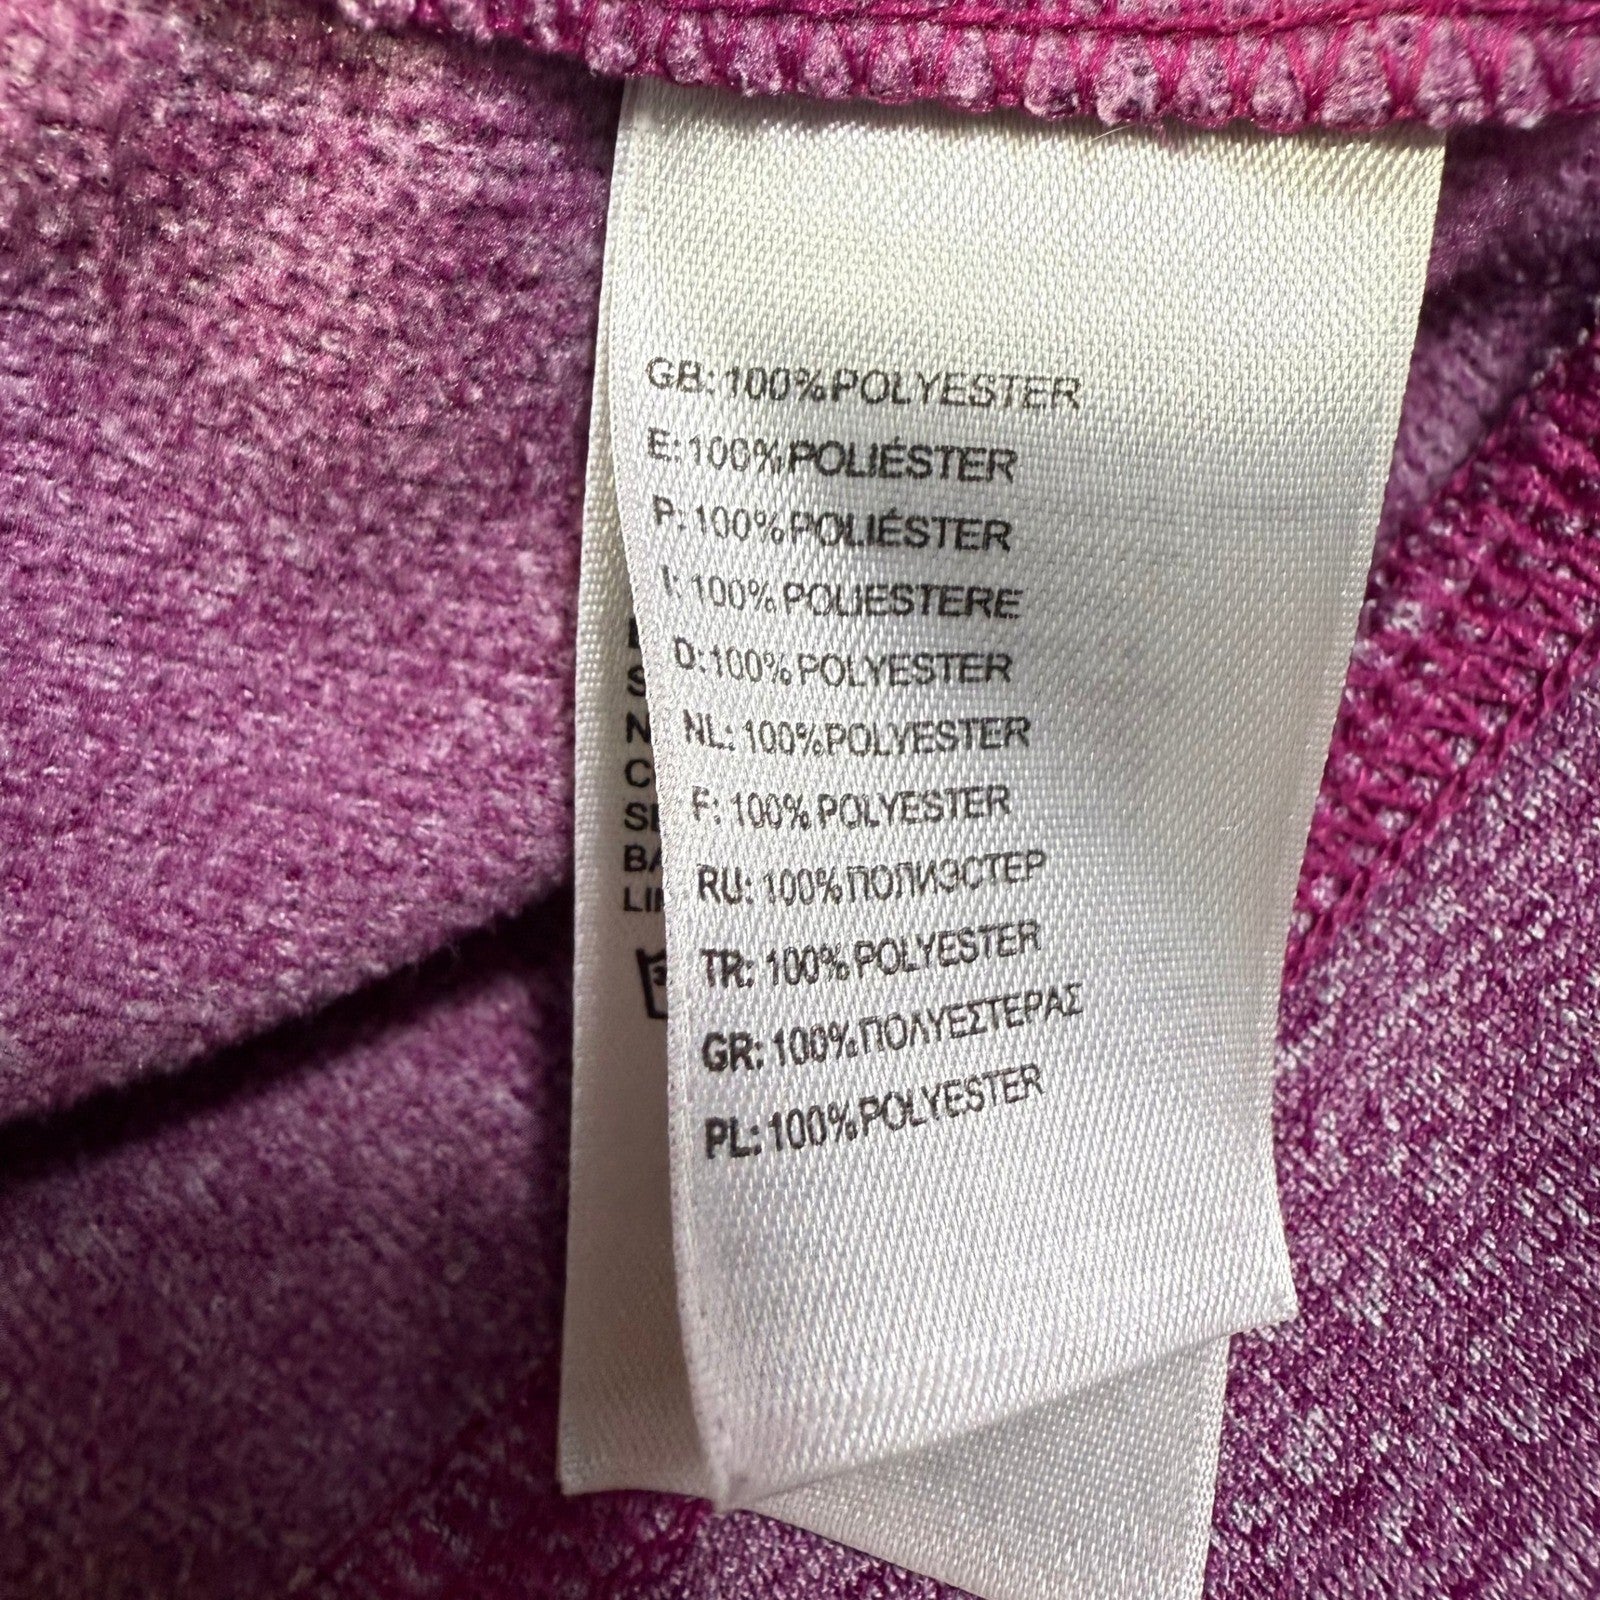 GB: 100% POLYESTER
E: 100% POLIÉSTER
P: 100% POLIÉSTER
I: 100% POLIESTERE
D: 100% POLYESTER
NL: 100% POLYESTER
F: 100% POLYESTER
RU: 100% ПОЛИЭСТЕР
TR: 100% POLYESTER
GR: 100% ΠΟΛΥΕΣΤΕΡΑΣ
PL: 100% POLYESTER